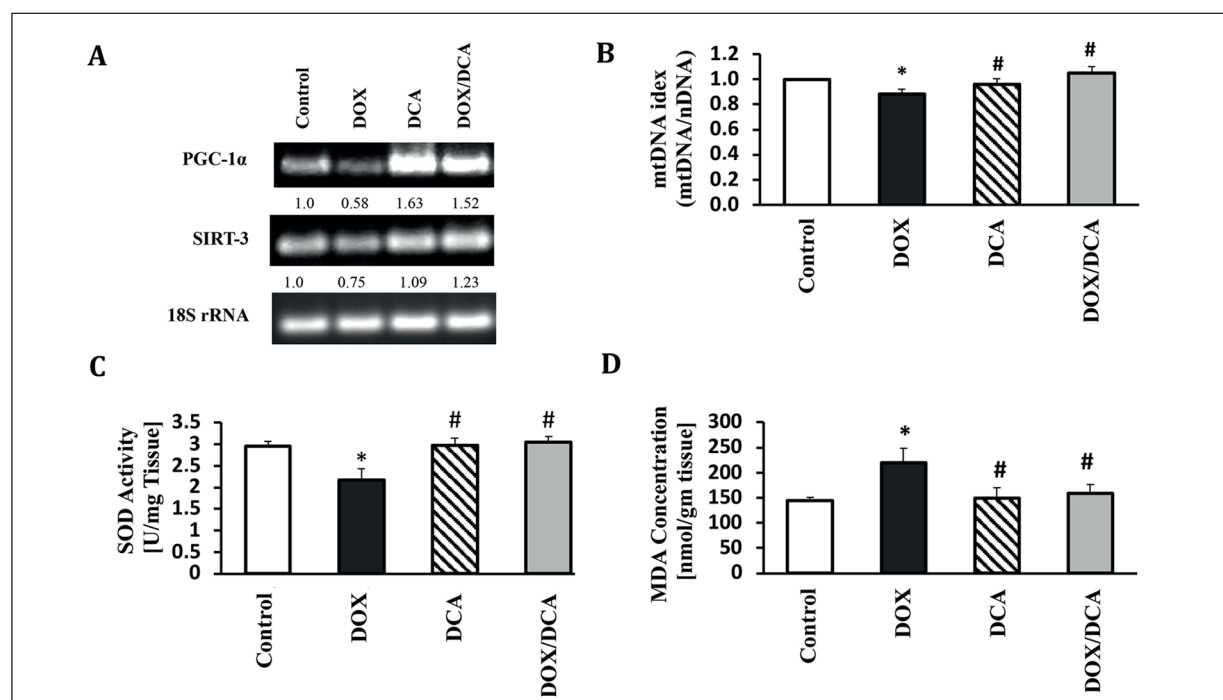 A
Control
DOX
DCA
DOX/DCA
PGC-1α
1.0 0.58 1.63 1.52
SIRT-3
1.0 0.75 1.09 1.23
18S rRNA
B
mtDNA idex
(mtDNA/nDNA)
1.2
1.0
0.8
0.6
0.4
0.2
0.0
*
#
#
Control
DOX
DCA
DOX/DCA
C
SOD Activity
[U/mg Tissue]
3.5
3
2.5
2
1.5
1
0.5
0
*
#
#
Control
DOX
DCA
DOX/DCA
D
MDA Concentration
[nmol/gm tissue]
300
250
200
150
100
50
0
*
#
#
Control
DOX
DCA
DOX/DCA